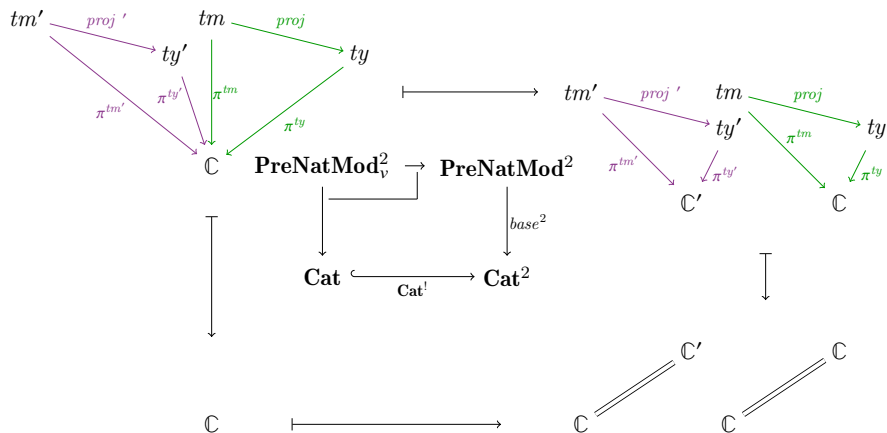 tm′ proj ′ tm proj
ty′ ty
π^{tm′} π^{ty′} π^{tm} π^{ty}
tm′ proj ′ tm proj
ty′ ty
π^{tm′} π^{ty′} π^{tm} π^{ty}
ℂ PreNatMod²_v PreNatMod²
ℂ′ ℂ
base²
Cat Cat²
Cat^!
ℂ′ ℂ
ℂ ℂ ℂ